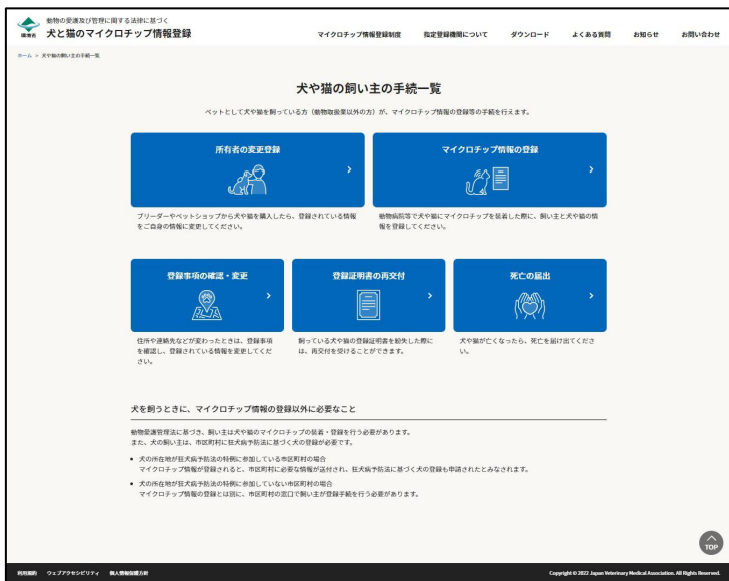 動物の愛護及び管理に関する法律に基づく
環境省 犬と猫のマイクロチップ情報登録
マイクロチップ情報登録制度 指定登録機関について ダウンロード よくある質問 お知らせ お問い合わせ
ホーム > 犬や猫の飼い主の手続一覧
犬や猫の飼い主の手続一覧
ペットとして犬や猫を飼っている方（動物取扱業以外の方）が、マイクロチップ情報の登録等の手続を行えます。
所有者の変更登録
マイクロチップ情報の登録
ブリーダーやペットショップから犬や猫を購入したら、登録されている情報
をご自身の情報に変更してください。
動物病院等で犬や猫にマイクロチップを装着した際に、飼い主と犬や猫の情
報を登録してください。
登録事項の確認・変更
登録証明書の再交付
死亡の届出
住所や連絡先などが変わったときは、登録事項
を確認し、登録されている情報を変更してくだ
さい。
飼っている犬や猫の登録証明書を紛失した際に
は、再交付を受けることができます。
犬や猫が亡くなったら、死亡を届け出てくださ
い。
犬を飼うときに、マイクロチップ情報の登録以外に必要なこと
動物愛護管理法に基づき、飼い主は犬や猫のマイクロチップの装着・登録を行う必要があります。
また、犬の飼い主は、市区町村に狂犬病予防法に基づく犬の登録が必要です。
• 犬の所在地が狂犬病予防法の特例に参加している市区町村の場合
マイクロチップ情報が登録されると、市区町村に必要な情報が送付され、狂犬病予防法に基づく犬の登録も申請されたとみなされます。
• 犬の所在地が狂犬病予防法の特例に参加していない市区町村の場合
マイクロチップ情報の登録とは別に、市区町村の窓口で飼い主が登録手続を行う必要があります。
TOP
利用規約 ウェブアクセシビリティ 個人情報保護方針
Copyright © 2022 Japan Veterinary Medical Association. All Rights Reserved.